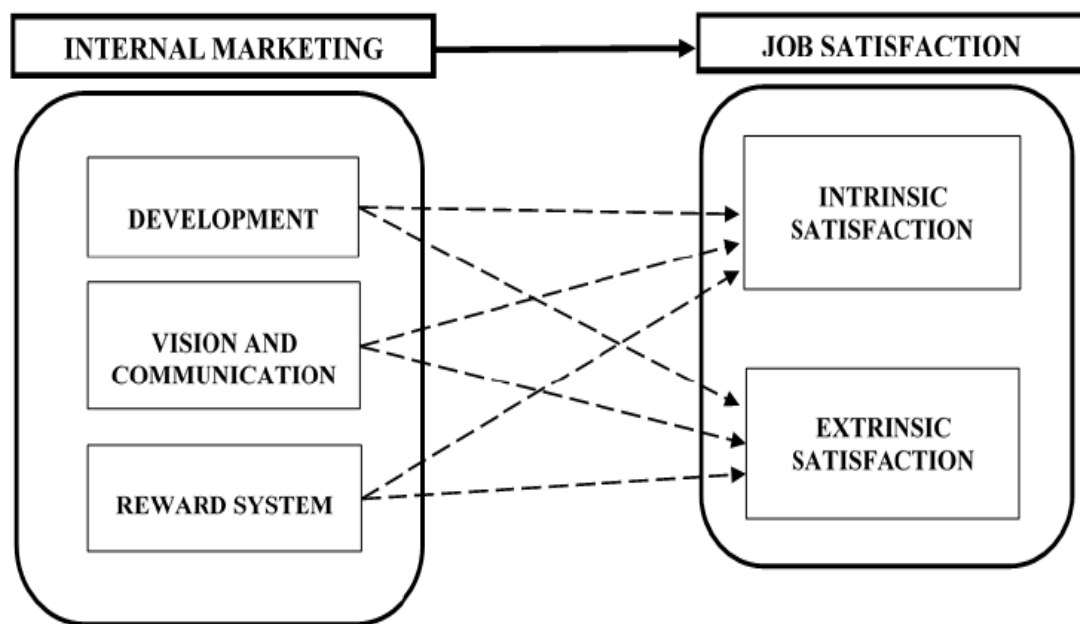 INTERNAL MARKETING
JOB SATISFACTION
DEVELOPMENT
VISION AND
COMMUNICATION
REWARD SYSTEM
INTRINSIC
SATISFACTION
EXTRINSIC
SATISFACTION